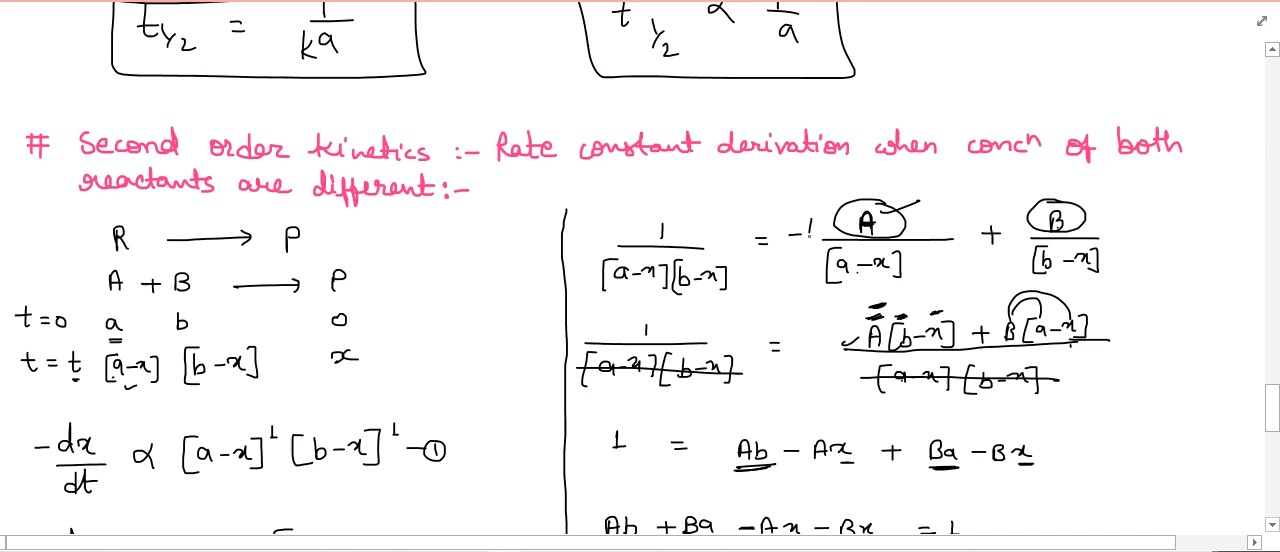 t1/2 = 1/ka
t1/2 ∝ 1/a
# Second order kinetics :- Rate constant derivation when concn of both
reactants are different :-
R → P
A + B → P
t=0 a b 0
t=t [a-x] [b-x] x
-dx/dt ∝ [a-x]¹ [b-x]¹ -①
1/[a-x][b-x] = A/[a-x] + B/[b-x]
1/[a-x][b-x] = A[b-x] + B[a-x]/[a-x][b-x]
1 = Ab - Ax + Ba - Bx
Ab + Ba - Ax - Bx = 1